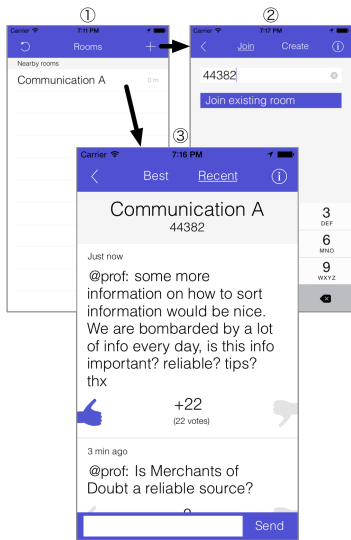 ①
Carrier 7:11 PM
Rooms +
Nearby rooms
Communication A 0 m
②
Carrier 7:17 PM
Join Create i
44382
Join existing room
3
DEF
6
MNO
9
WXYZ
③
Carrier 7:16 PM
Best Recent i
Communication A
44382
Just now
@prof: some more
information on how to sort
information would be nice.
We are bombarded by a lot
of info every day, is this info
important? reliable? tips?
thx
+22
(22 votes)
3 min ago
@prof: Is Merchants of
Doubt a reliable source?
Send